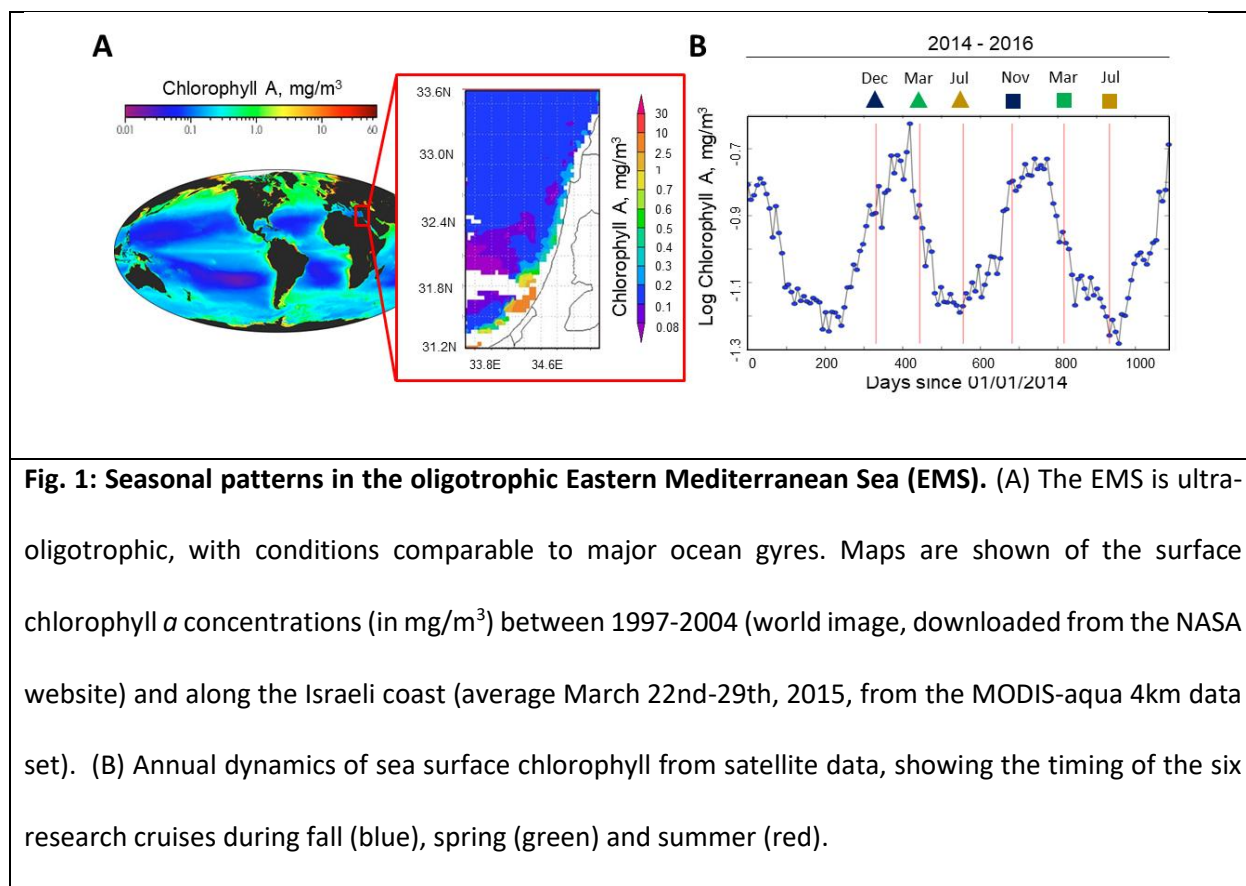 A
Chlorophyll A, mg/m³
0.01 0.1 1.0 10 60
33.6N
33.0N
32.4N
31.8N
31.2N
33.8E 34.6E
30
10
2.5
1
0.7
0.6
0.5
0.4
0.3
0.2
0.1
0.08
Chlorophyll A, mg/m³
B
2014 - 2016
Dec Mar Jul Nov Mar Jul
Log Chlorophyll A, mg/m³
-0.7
-0.9
-1.1
-1.3
0 200 400 600 800 1000
Days since 01/01/2014
Fig. 1: Seasonal patterns in the oligotrophic Eastern Mediterranean Sea (EMS). (A) The EMS is ultra-
oligotrophic, with conditions comparable to major ocean gyres. Maps are shown of the surface
chlorophyll a concentrations (in mg/m³) between 1997-2004 (world image, downloaded from the NASA
website) and along the Israeli coast (average March 22nd-29th, 2015, from the MODIS-aqua 4km data
set). (B) Annual dynamics of sea surface chlorophyll from satellite data, showing the timing of the six
research cruises during fall (blue), spring (green) and summer (red).